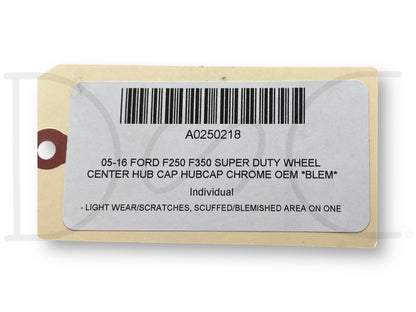 A0250218
05-16 FORD F250 F350 SUPER DUTY WHEEL
CENTER HUB CAP HUBCAP CHROME OEM *BLEM*
Individual
- LIGHT WEAR/SCRATCHES, SCUFFED/BLEMISHED AREA ON ONE